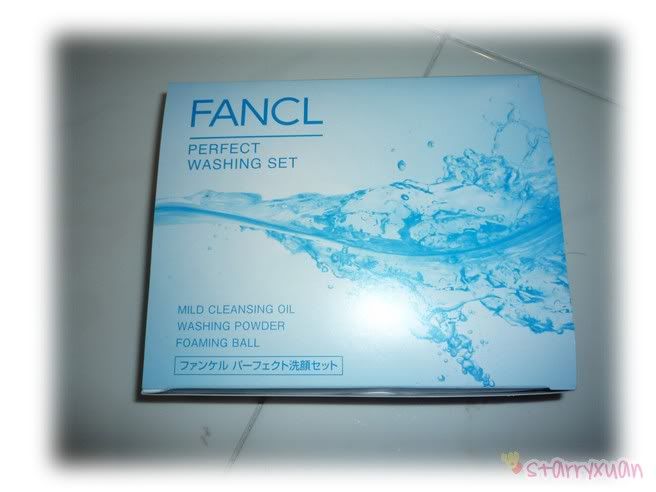 FANCL
PERFECT
WASHING SET
MILD CLEANSING OIL
WASHING POWDER
FOAMING BALL
ファンケル パーフェクト洗顔セット
starryxuan